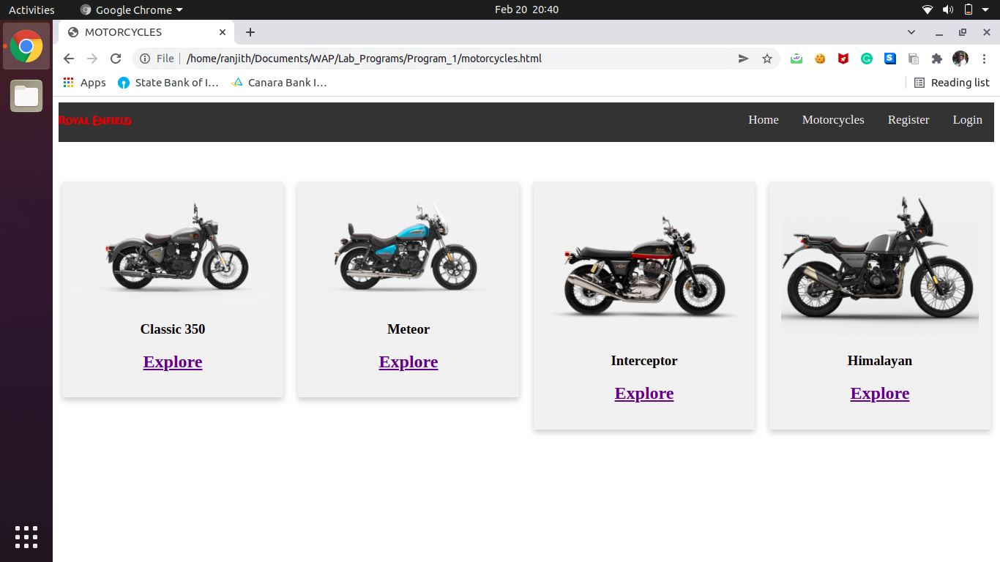 Activities Google Chrome Feb 20 20:40
MOTORCYCLES
File /home/ranjith/Documents/WAP/Lab_Programs/Program_1/motorcycles.html
Apps State Bank of I… Canara Bank I… Reading list
ROYAL ENFIELD Home Motorcycles Register Login
Classic 350 Meteor
Explore Explore
Interceptor Himalayan
Explore Explore